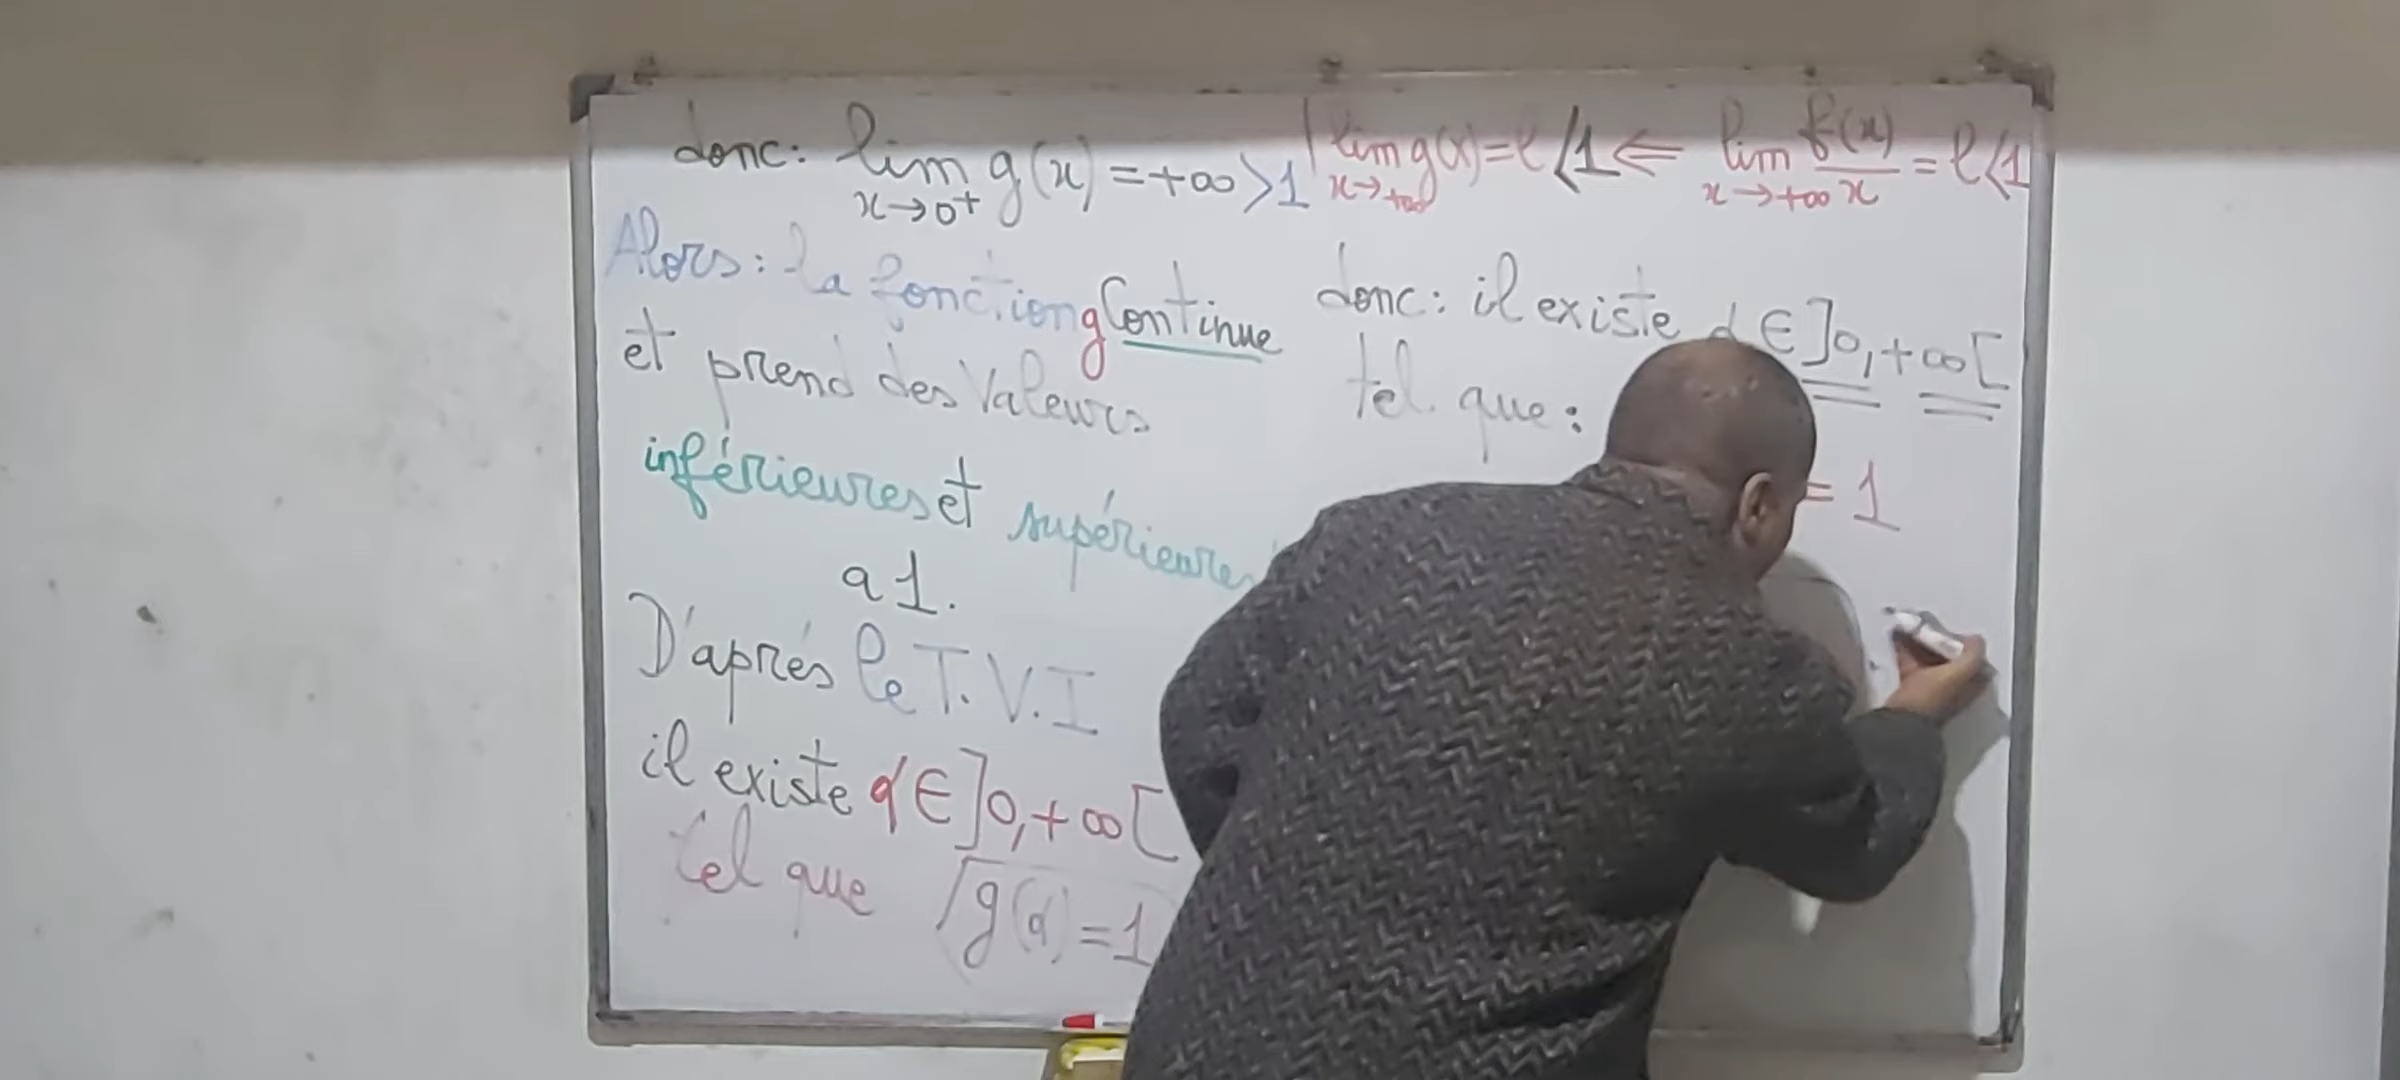 donc: lim g(x) = +∞ > 1
x→0⁺
Alors: la fonction g Continue
et prend des Valeurs
inférieures et supérieures
a 1.
D'aprés le T.V.I
il existe α ∈ ]0,+∞[
tel que g(α) = 1
lim g(x) = l < 1 ⇐ lim f(x)/x = l < 1
x→+∞ x→+∞
donc: il existe α ∈ ]0,+∞[
tel que:
= 1